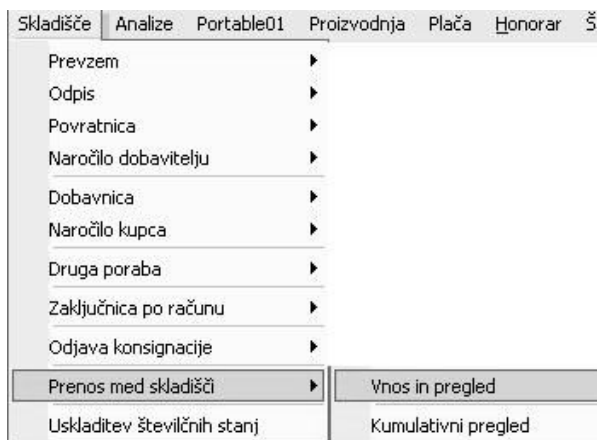 Skladišče Analize Portable01 Proizvodnja Plača Honorar Š
Prevzem
Odpis
Povratnica
Naročilo dobavitelju
Dobavnica
Naročilo kupca
Druga poraba
Zaključnica po računu
Odjava konsignacije
Prenos med skladišči Vnos in pregled
Uskladitev številčnih stanj Kumulativni pregled